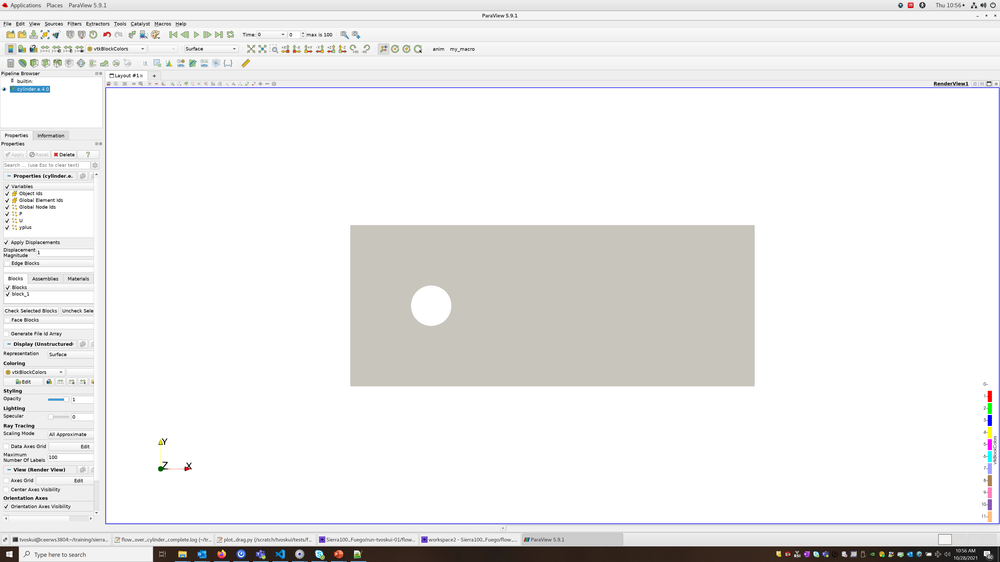 Applications Places ParaView 5.9.1 Thu 10:56
ParaView 5.9.1
File Edit View Sources Filters Extractors Tools Catalyst Macros Help
Time: 0 0 max is 100
vtkBlockColors Surface +X -X +Y -Y +Z -Z +90 -90 anim my_macro
Pipeline Browser
Layout #1 +
builtin:
2D RenderView1
cylinder.e.4.0
Properties Information
Properties
Apply Reset Delete ?
Search ... (use Esc to clear text)
Properties (cylinder.e.
Variables
Object Ids
Global Element Ids
Global Node Ids
P
U
yplus
Apply Displacements
Displacement
Magnitude 1
Edge Blocks
Blocks Assemblies Materials
Blocks
block_1
Check Selected Blocks Uncheck Sele
Face Blocks
Generate File Id Array
Display (Unstructured
Representation Surface
Coloring
vtkBlockColors
Edit
Styling
Opacity 1
Lighting
Specular 0
Ray Tracing
Scaling Mode All Approximate
Data Axes Grid Edit
Maximum
Number Of Labels 100
View (Render View)
Axes Grid Edit
Center Axes Visibility
Orientation Axes
Orientation Axes Visibility
Y
Z X
0
1
2
3
4
5
6
7
8
9
10
11
vtkBlockColors
tvoskui@ceerws3804:~/training/sierra... flow_over_cylinder_complete.log (~/tr... plot_drag.py (/scratch/tvoskui/tests/f... Sierra100_Fuego/run-tvoskui-01/flow... workspace2 - Sierra100_Fuego/flow_... ParaView 5.9.1
Type here to search
RSI
10:56 AM
10/28/2021
40